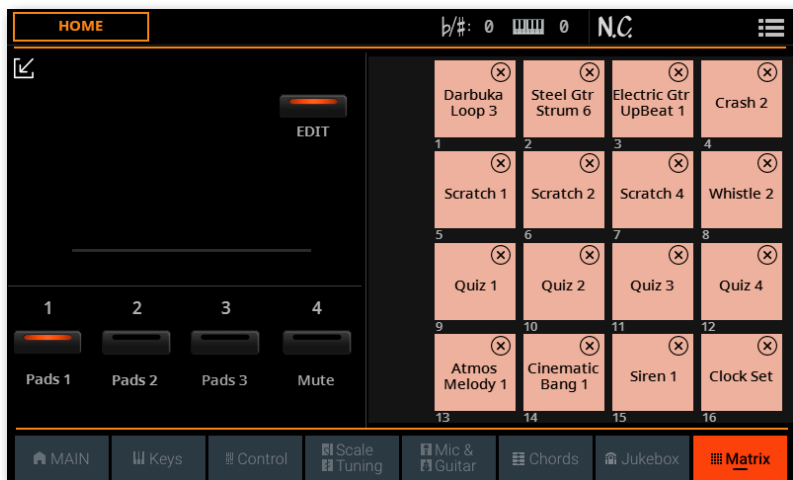 HOME
♭/#: 0
0
N.C.
EDIT
1 2 3 4
Pads 1 Pads 2 Pads 3 Mute
Darbuka
Loop 3
1
Steel Gtr
Strum 6
2
Electric Gtr
UpBeat 1
3
Crash 2
4
Scratch 1
5
Scratch 2
6
Scratch 4
7
Whistle 2
8
Quiz 1
9
Quiz 2
10
Quiz 3
11
Quiz 4
12
Atmos
Melody 1
13
Cinematic
Bang 1
14
Siren 1
15
Clock Set
16
MAIN
Keys
Control
Scale
Tuning
Mic &
Guitar
Chords
Jukebox
Matrix